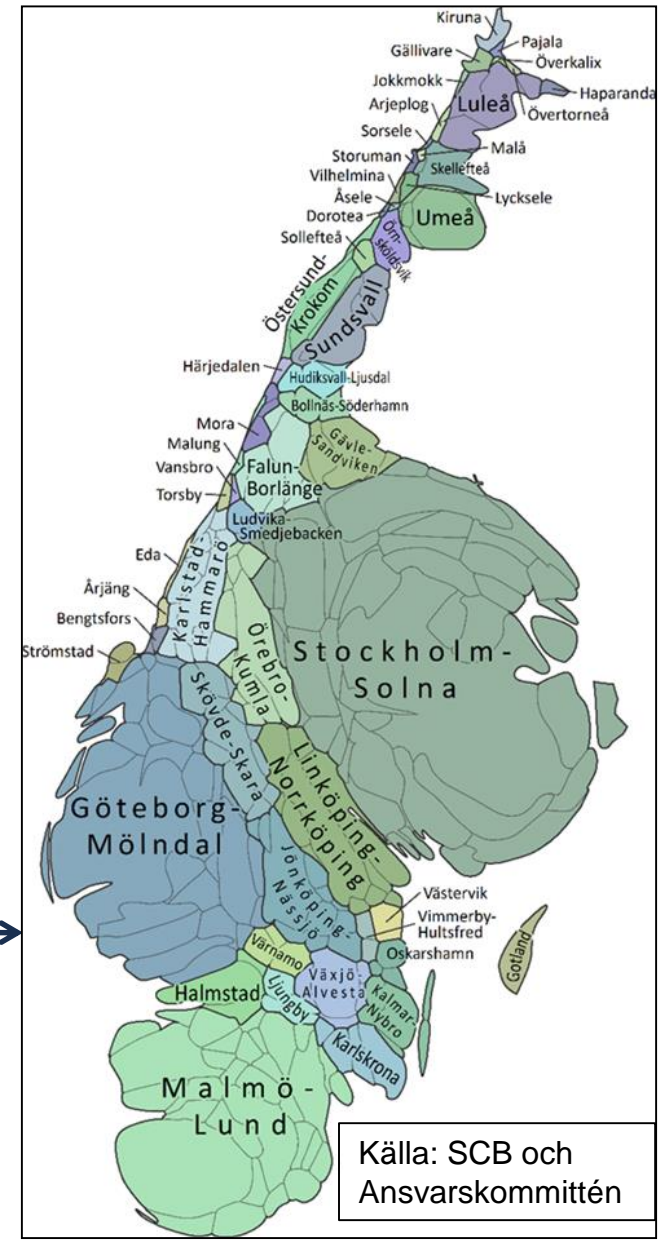 Kiruna
Gällivare
Pajala
Överkalix
Jokkmokk
Haparanda
Arjeplog
Luleå
Övertorneå
Sorsele
Malå
Storuman
Skellefteå
Vilhelmina
Åsele
Lycksele
Dorotea
Umeå
Sollefteå
Örn-
sköldsvik
Östersund-
Krokom
Sundsvall
Härjedalen
Hudiksvall-Ljusdal
Bollnäs-Söderhamn
Mora
Gävle-
Sandviken
Malung
Vansbro
Falun-
Borlänge
Torsby
Ludvika-
Smedjebacken
Eda
Karlstad-
Hammarö
Årjäng
Bengtsfors
Strömstad
Örebro-
Kumla
Stockholm-
Solna
Skövde-Skara
Linköping-
Norrköping
Göteborg-
Mölndal
Jönköping-
Nässjö
Västervik
Vimmerby-
Hultsfred
Oskarshamn
Gotland
Värnamo
Växjö-
Alvesta
Halmstad
Ljungby
Kalmar-
Nybro
Karlskrona
Malmö-
Lund
Källa: SCB och
Ansvarskommittén